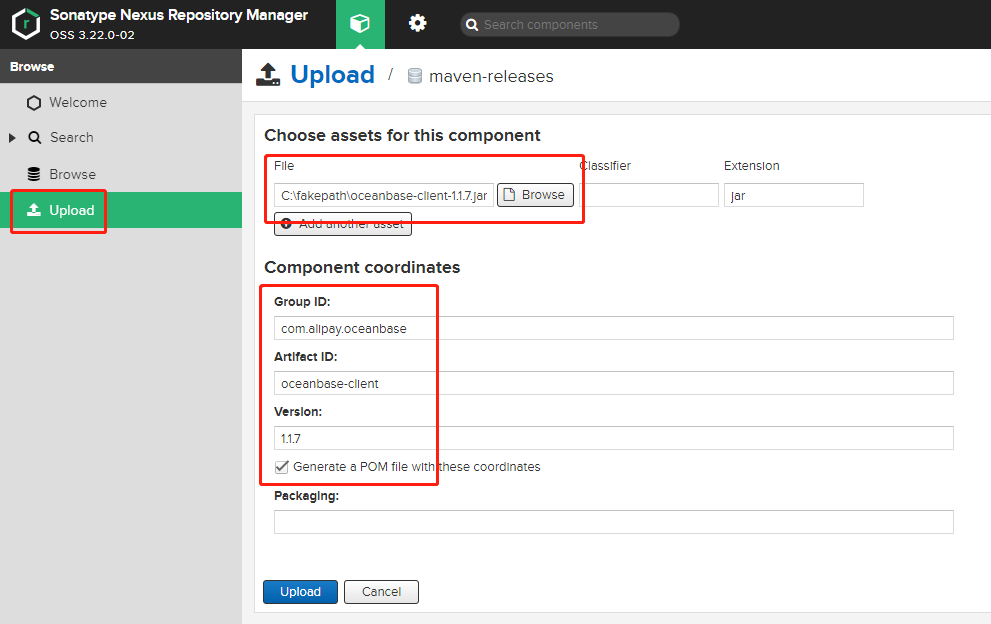 Sonatype Nexus Repository Manager
OSS 3.22.0-02
Search components
Browse
Welcome
Search
Browse
Upload
Upload / maven-releases
Choose assets for this component
File Classifier Extension
C:\fakepath\oceanbase-client-1.1.7.jar Browse jar
Add another asset
Component coordinates
Group ID:
com.alipay.oceanbase
Artifact ID:
oceanbase-client
Version:
1.1.7
Generate a POM file with these coordinates
Packaging:
Upload Cancel